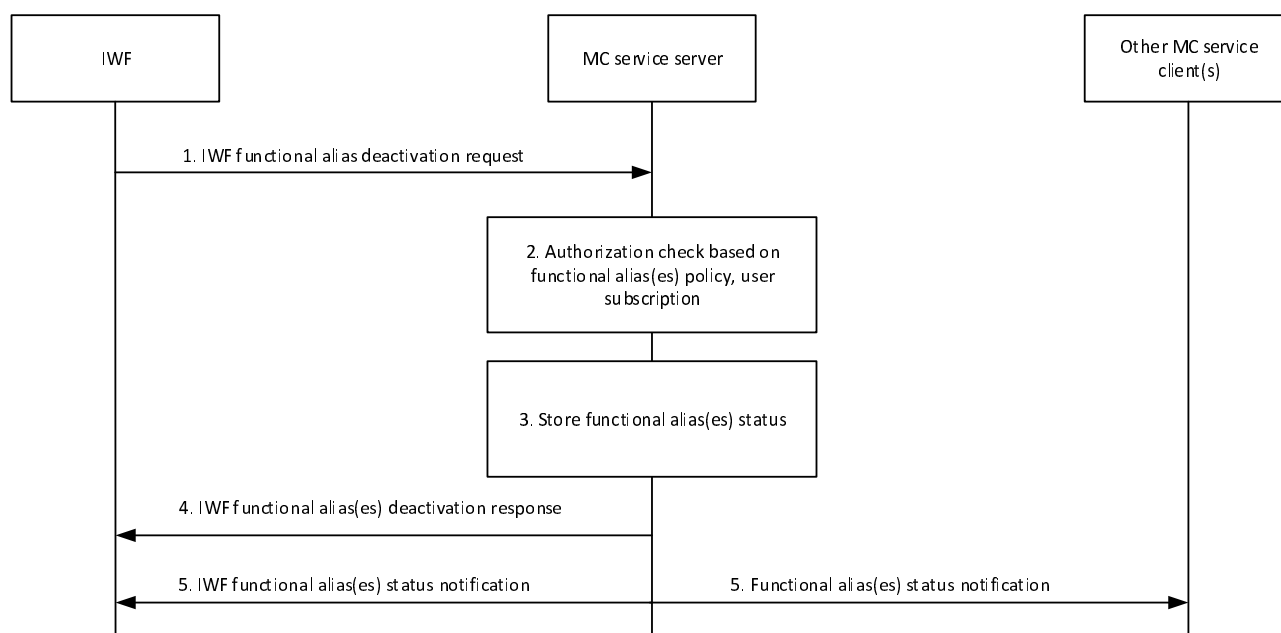 IWF
MC service server
Other MC service
client(s)
1. IWF functional alias deactivation request
2. Authorization check based on
functional alias(es) policy, user
subscription
3. Store functional alias(es) status
4. IWF functional alias(es) deactivation response
5. IWF functional alias(es) status notification
5. Functional alias(es) status notification